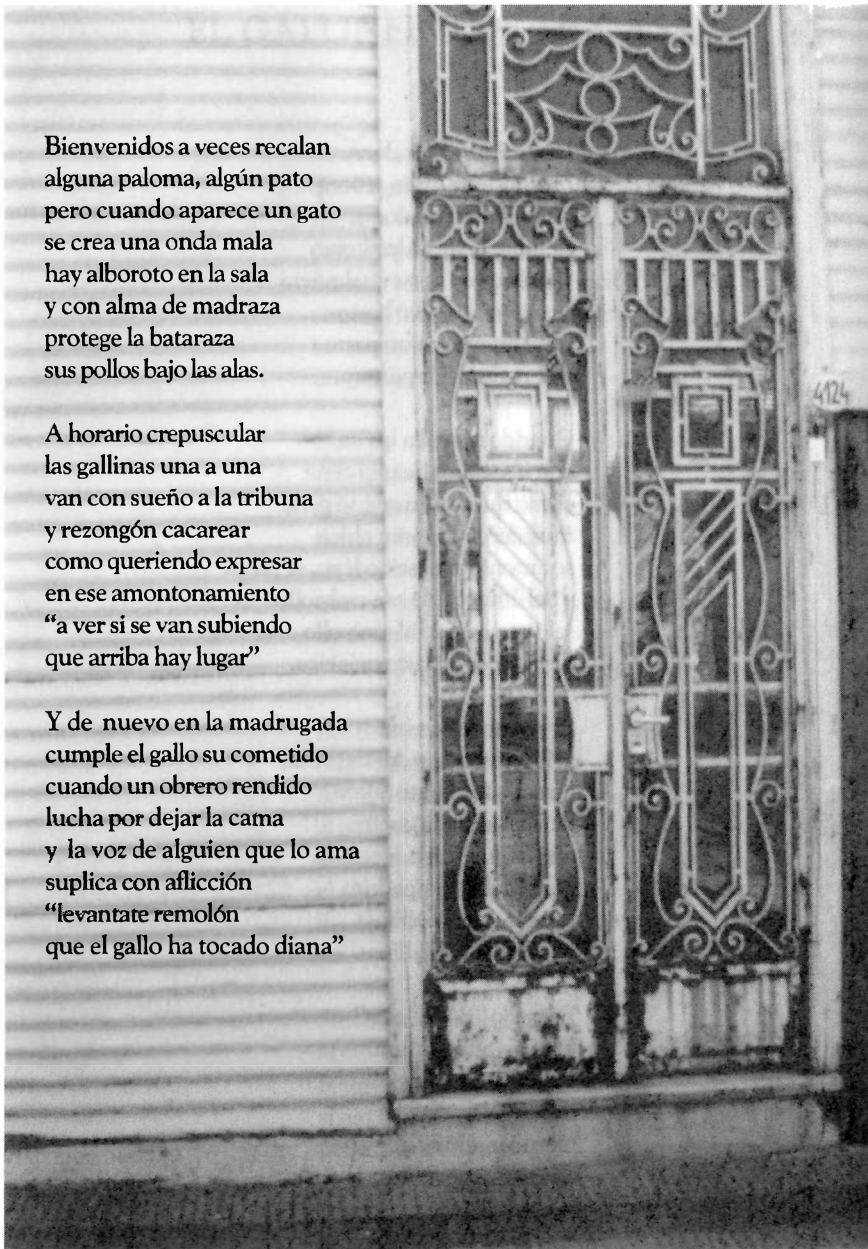 Bienvenidos a veces recalan
alguna paloma, algún pato
pero cuando aparece un gato
se crea una onda mala
hay alboroto en la sala
y con alma de madraza
protege la bataraza
sus pollos bajo las alas.

A horario crepuscular
las gallinas una a una
van con sueño a la tribuna
y rezongón cacarear
como queriendo expresar
en ese amontonamiento
“a ver si se van subiendo
que arriba hay lugar”

Y de nuevo en la madrugada
cumple el gallo su cometido
cuando un obrero rendido
lucha por dejar la cama
y la voz de alguien que lo ama
suplica con aflicción
“levantate remolón
que el gallo ha tocado diana”

4124